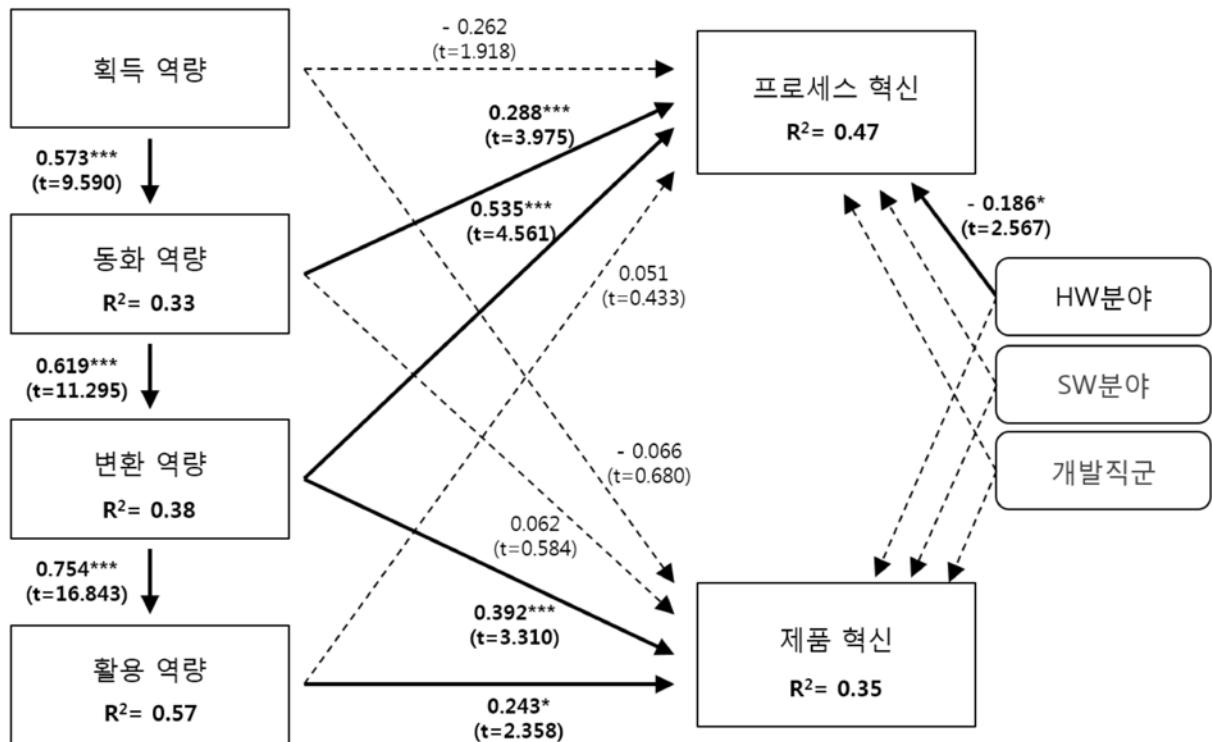 획득 역량
0.573***
(t=9.590)
동화 역량
R²= 0.33
0.619***
(t=11.295)
변환 역량
R²= 0.38
0.754***
(t=16.843)
활용 역량
R²= 0.57
- 0.262
(t=1.918)
0.288***
(t=3.975)
0.535***
(t=4.561)
0.051
(t=0.433)
- 0.066
(t=0.680)
0.062
(t=0.584)
0.392***
(t=3.310)
0.243*
(t=2.358)
프로세스 혁신
R²= 0.47
- 0.186*
(t=2.567)
HW분야
SW분야
개발직군
제품 혁신
R²= 0.35